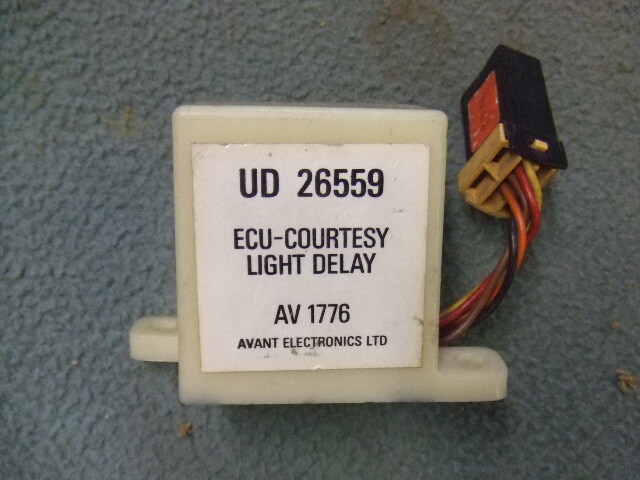 UD 26559
ECU-COURTESY
LIGHT DELAY
AV 1776
AVANT ELECTRONICS LTD